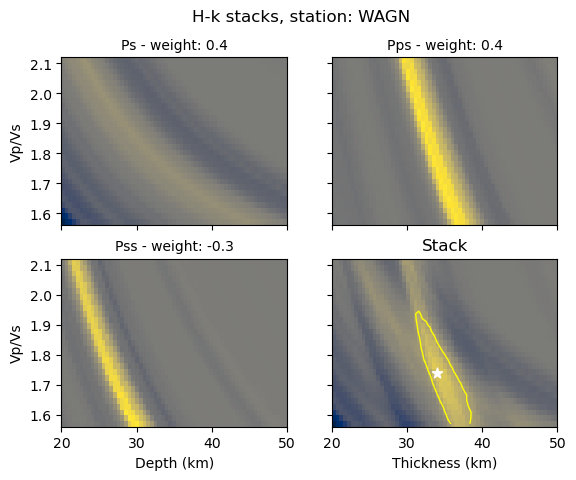 H-k stacks, station: WAGN
Ps - weight: 0.4
Pps - weight: 0.4
2.1
2.0
1.9
1.8
1.7
1.6
Vp/Vs
Pss - weight: -0.3
Stack
2.1
2.0
1.9
1.8
1.7
1.6
Vp/Vs
20 30 40 50
20 30 40 50
Depth (km)
Thickness (km)